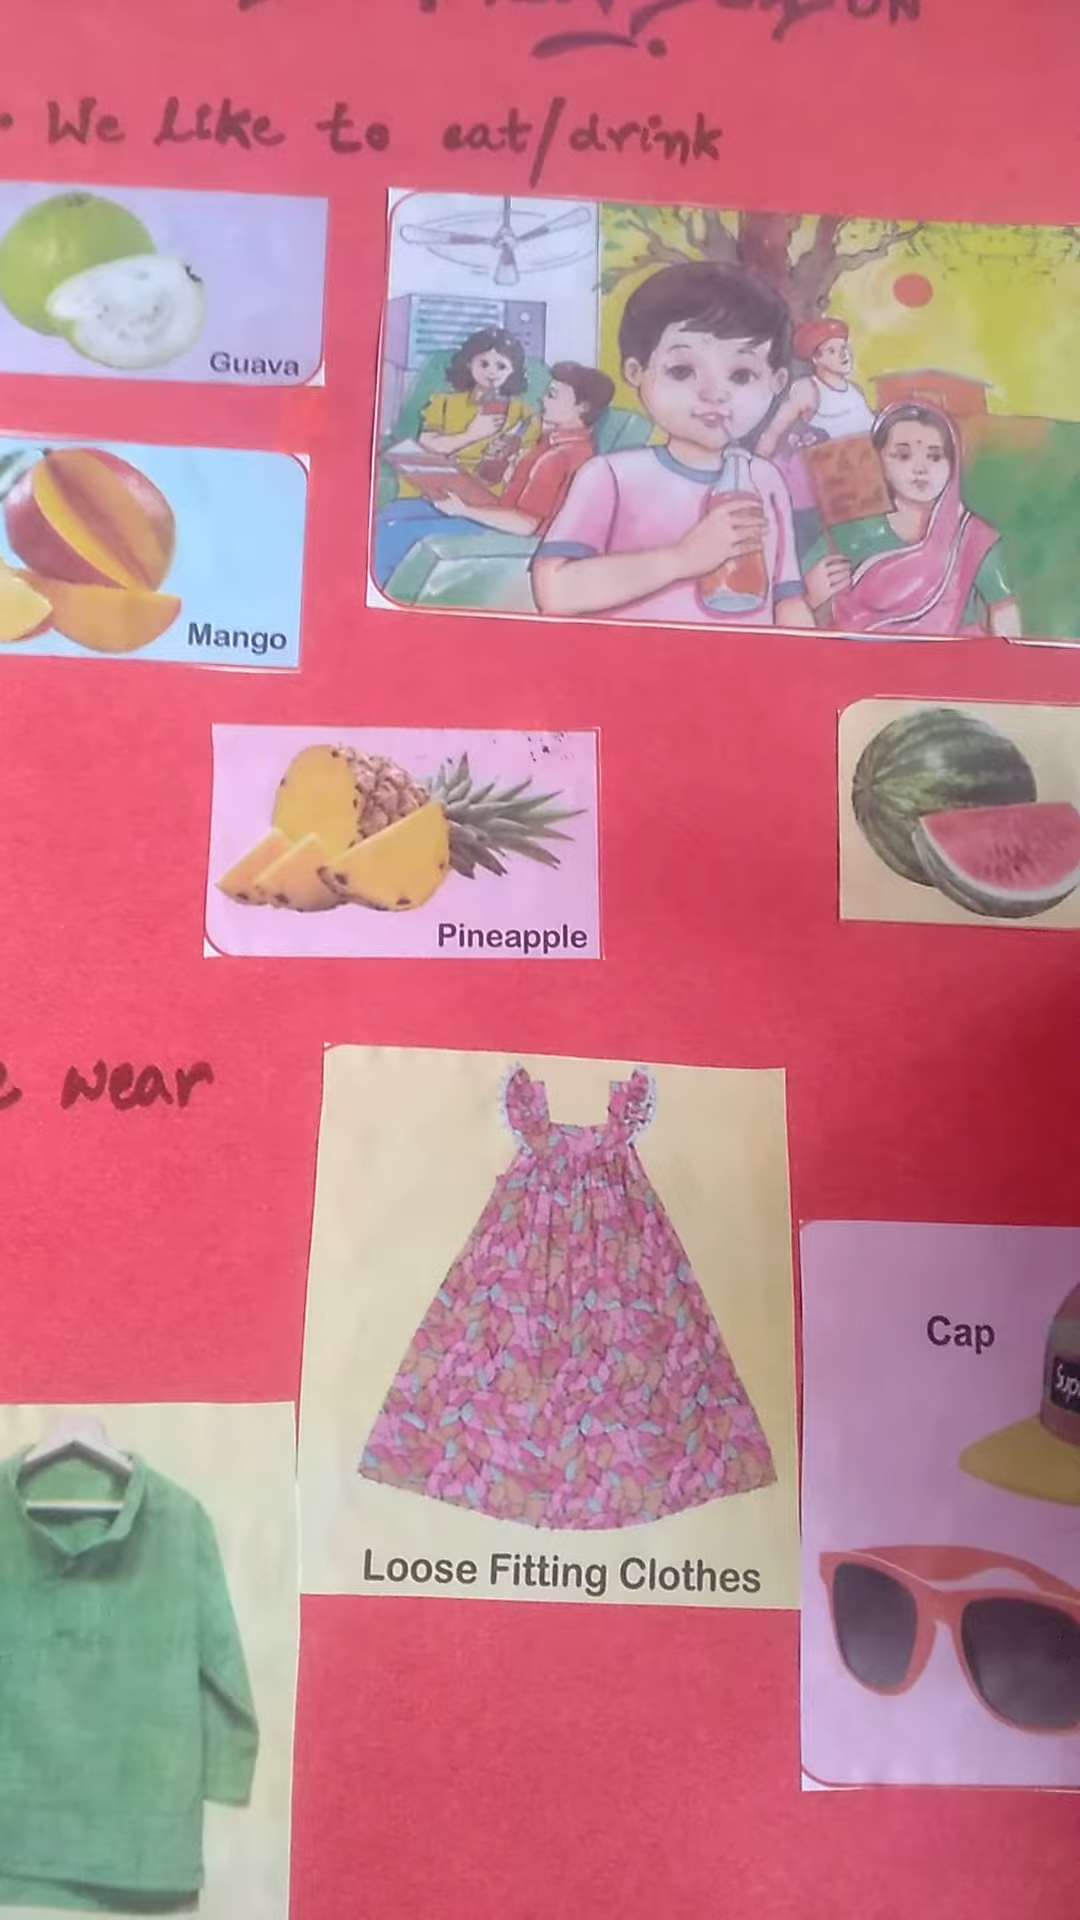 We like to eat/drink
Guava
Mango
Pineapple
wear
Cap
Loose Fitting Clothes